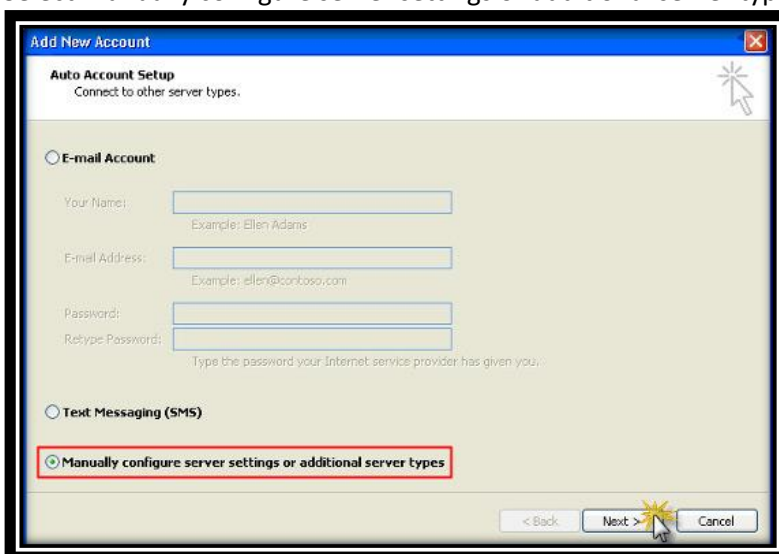 Add New Account
Auto Account Setup
Connect to other server types.
E-mail Account
Your Name:
Example: Ellen Adams
E-mail Address:
Example: ellen@contoso.com
Password:
Retype Password:
Type the password your Internet service provider has given you.
Text Messaging (SMS)
Manually configure server settings or additional server types
< Back Next > Cancel